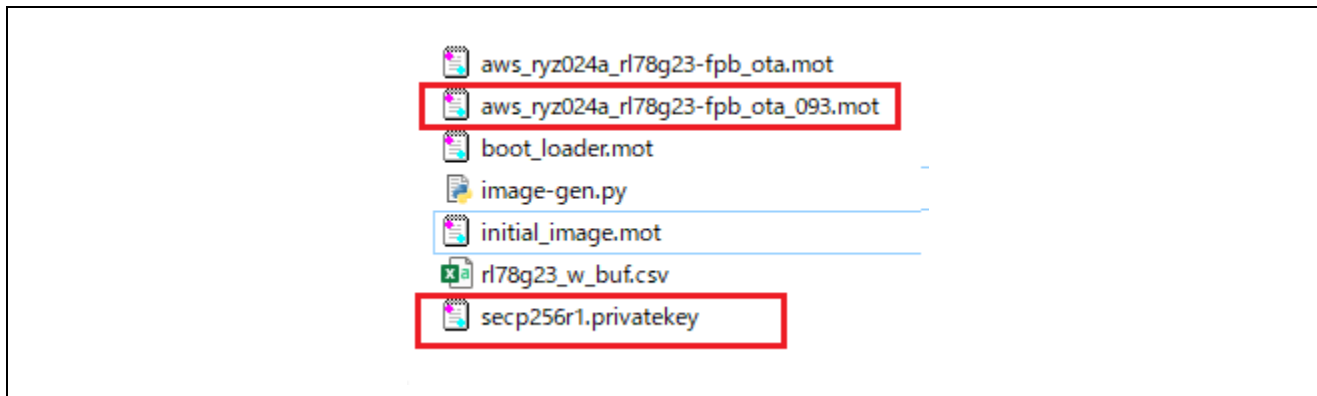 aws_ryz024a_rl78g23-fpb_ota.mot
aws_ryz024a_rl78g23-fpb_ota_093.mot
boot_loader.mot
image-gen.py
initial_image.mot
rl78g23_w_buf.csv
secp256r1.privatekey